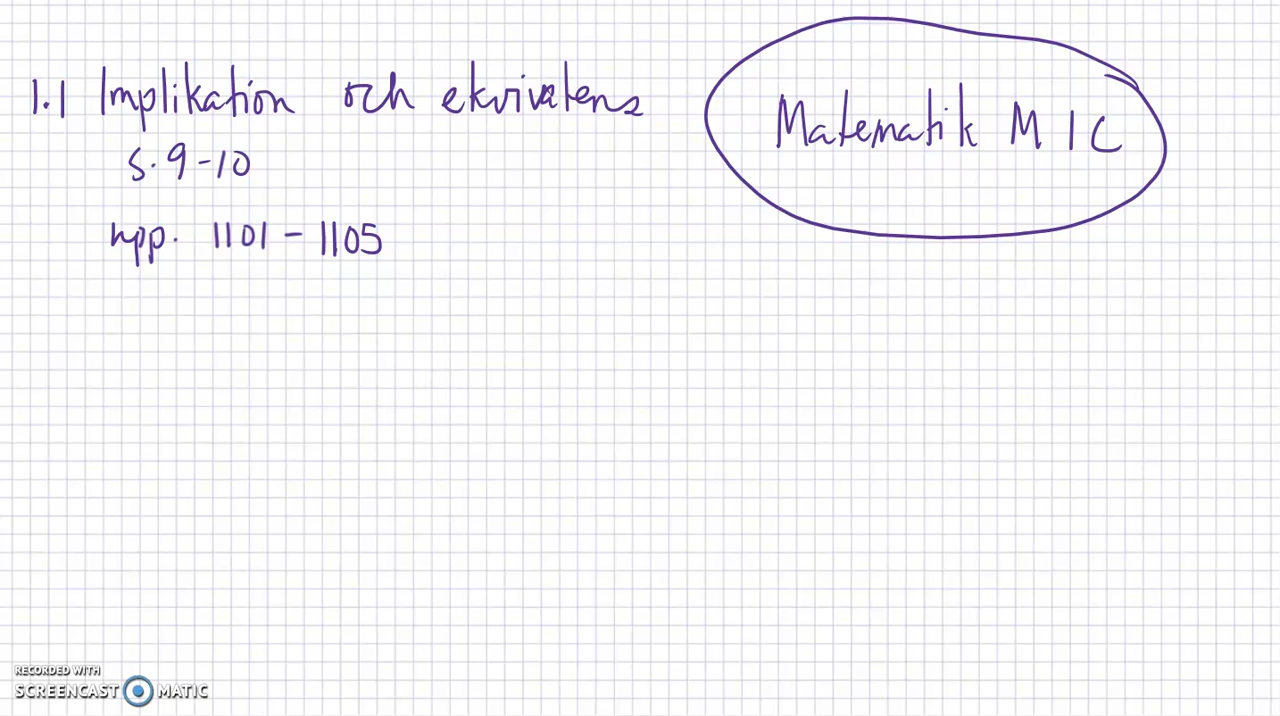 1.1 Implikation och ekvivalens
s. 9-10
upp. 1101 - 1105
Matematik M 1C
RECORDED WITH
SCREENCAST MATIC